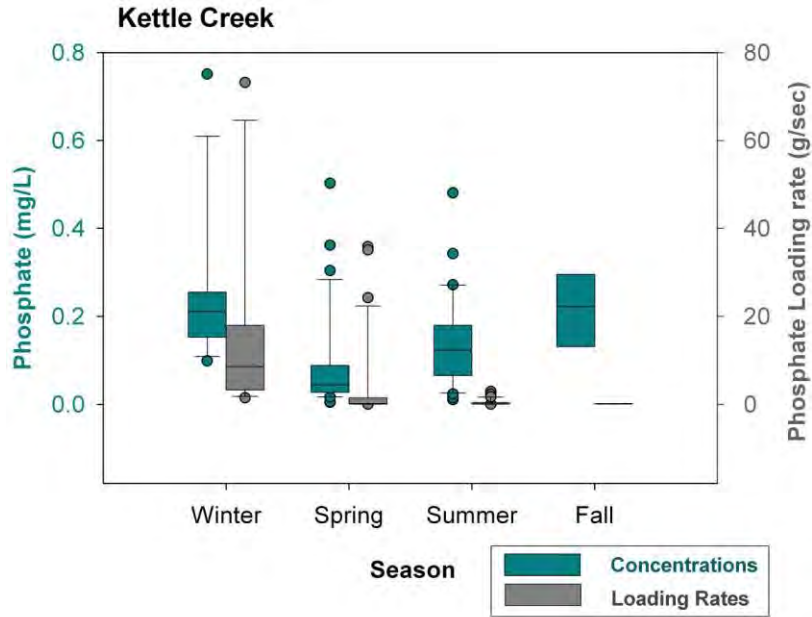 Kettle Creek
0.8
0.6
0.4
0.2
0.0
Phosphate (mg/L)
80
60
40
20
0
Phosphate Loading rate (g/sec)
Winter Spring Summer Fall
Season
Concentrations
Loading Rates